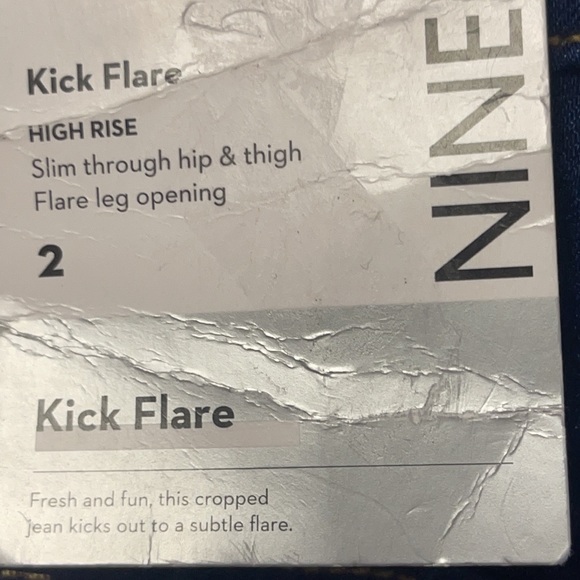 Kick Flare
HIGH RISE
Slim through hip & thigh
Flare leg opening
2
NINE
Kick Flare
Fresh and fun, this cropped
jean kicks out to a subtle flare.